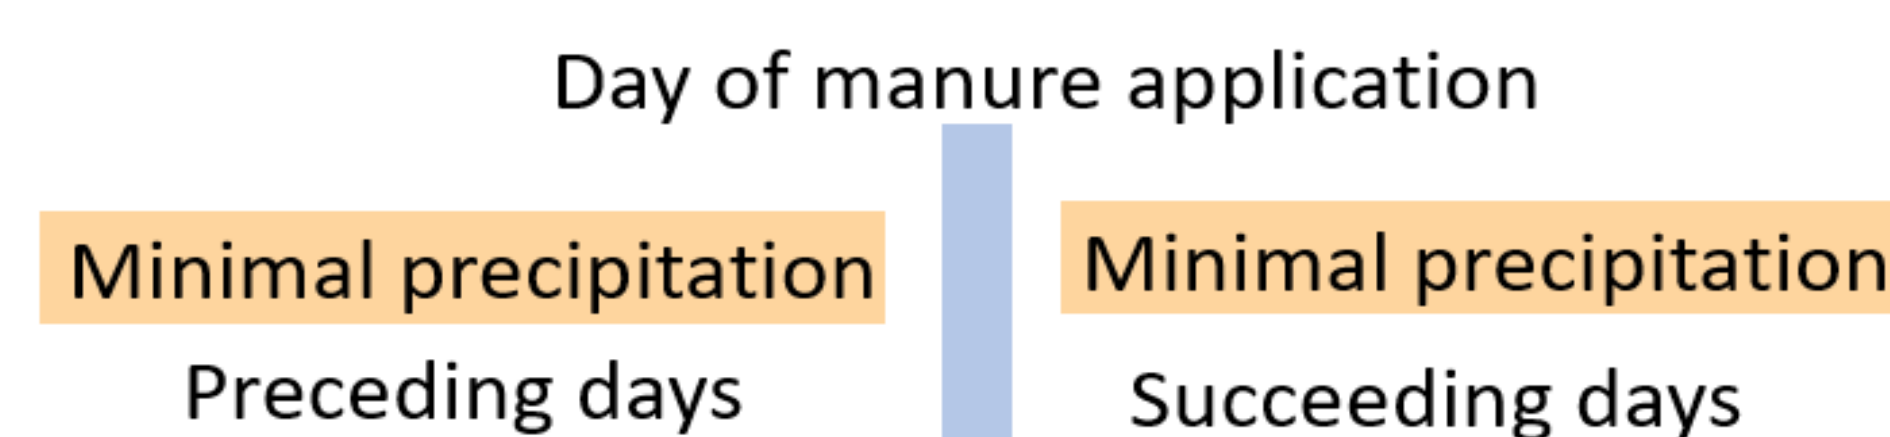 Day of manure application
Minimal precipitation
Minimal precipitation
Preceding days
Succeeding days